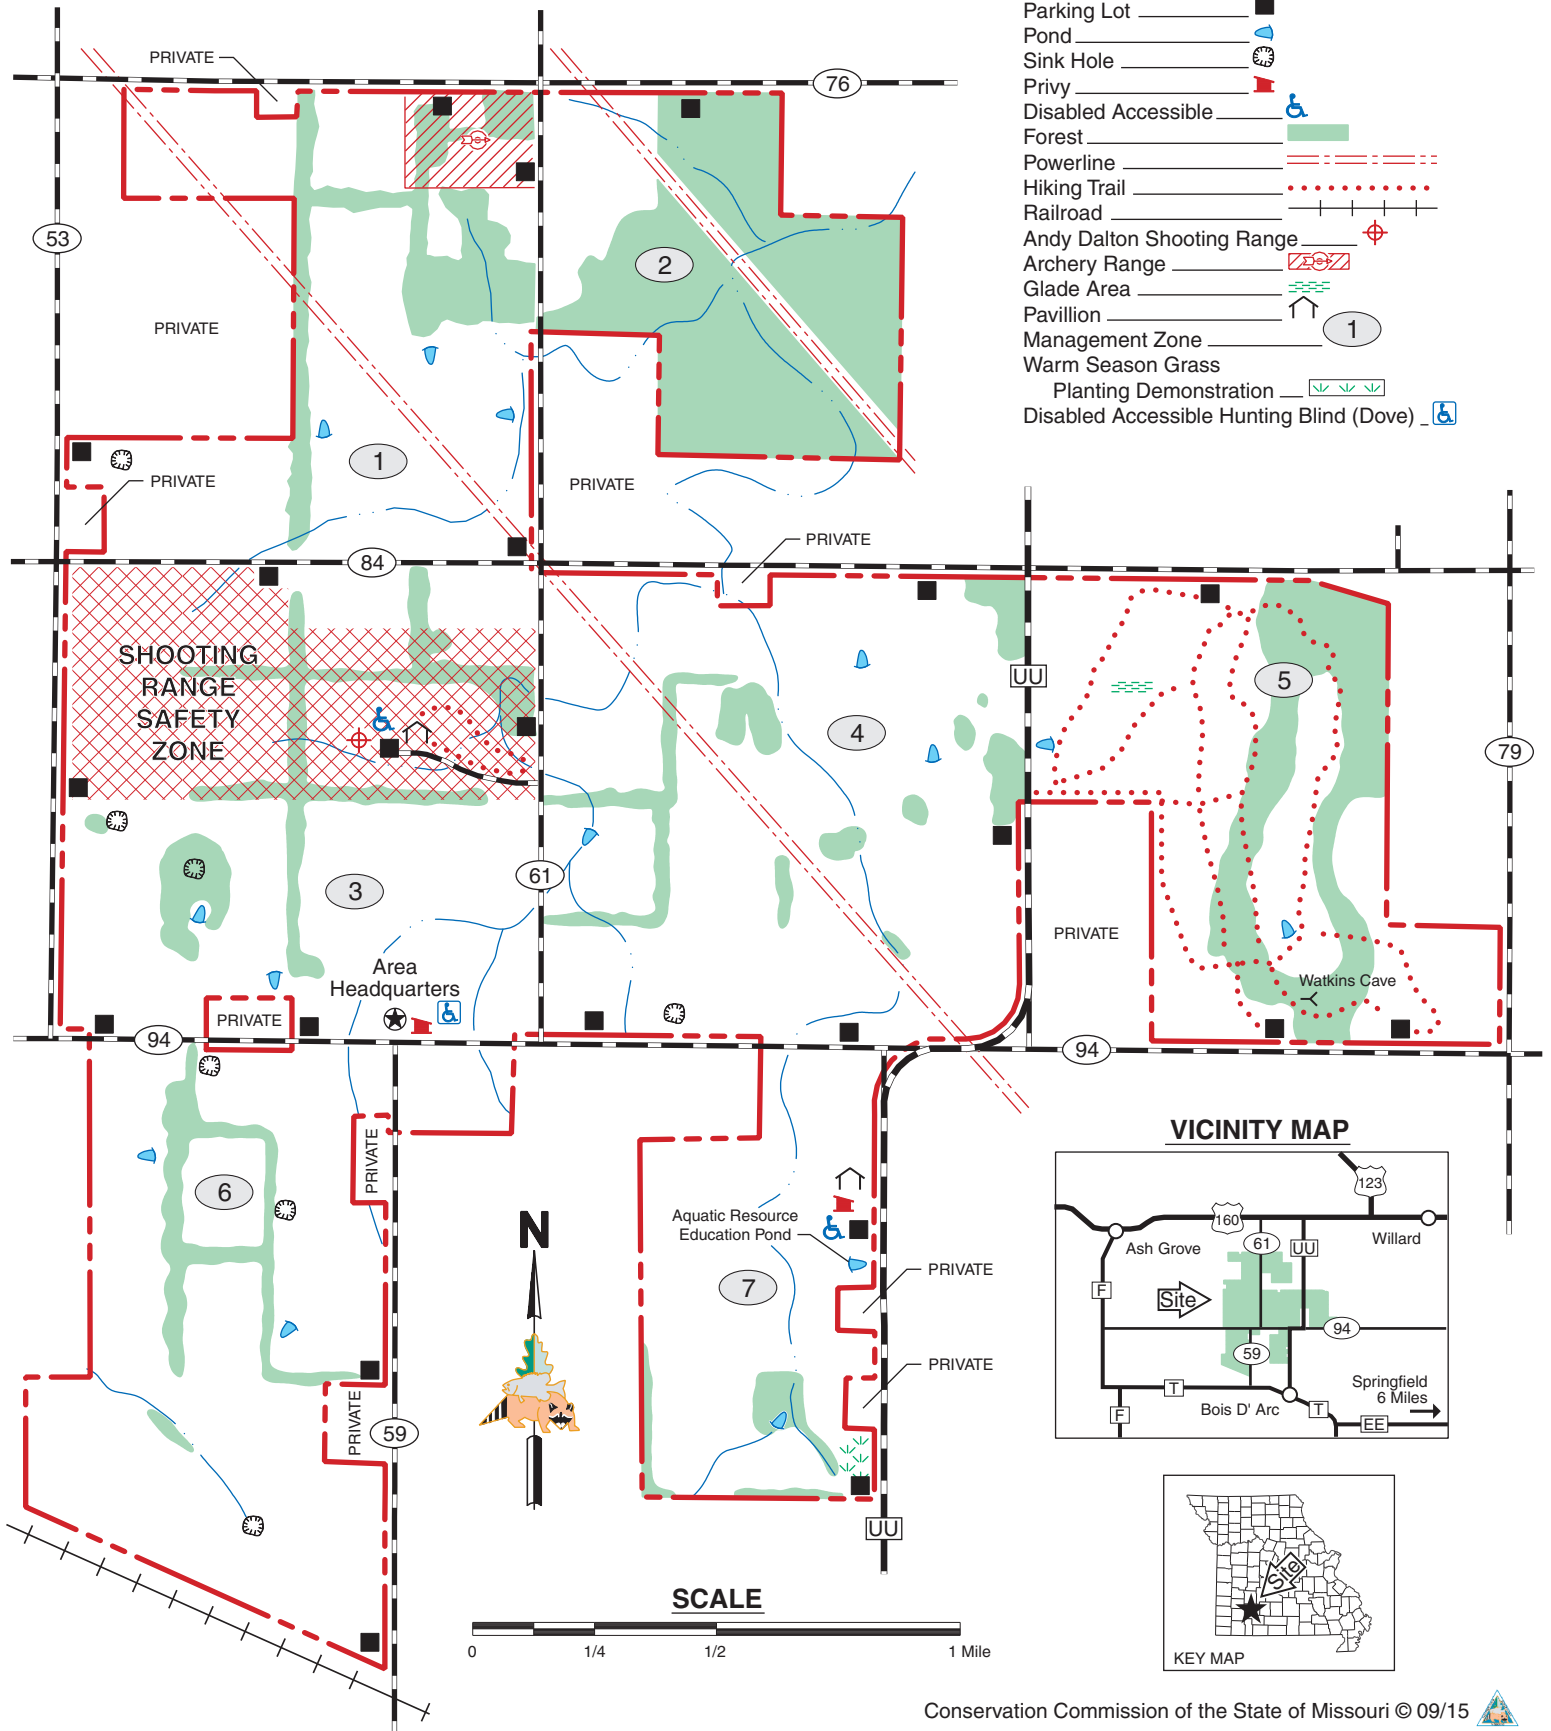 Parking Lot
Pond
Sink Hole
Privy
Disabled Accessible
Forest
Powerline
Hiking Trail
Railroad
Andy Dalton Shooting Range
Archery Range
Glade Area
Pavillion
Management Zone
1
Warm Season Grass
Planting Demonstration
Disabled Accessible Hunting Blind (Dove)
PRIVATE
76
53
2
PRIVATE
1
PRIVATE
PRIVATE
PRIVATE
84
SHOOTING
RANGE
SAFETY
ZONE
UU
5
4
79
61
3
PRIVATE
Area
Headquarters
Watkins Cave
PRIVATE
94
94
PRIVATE
6
N
Aquatic Resource
Education Pond
7
PRIVATE
PRIVATE
PRIVATE
59
UU
VICINITY MAP
123
160
Ash Grove
61
UU
Willard
F
Site
94
59
Springfield
6 Miles
T
Bois D' Arc
T
F
EE
Site
KEY MAP
SCALE
0
1/4
1/2
1 Mile
Conservation Commission of the State of Missouri © 09/15